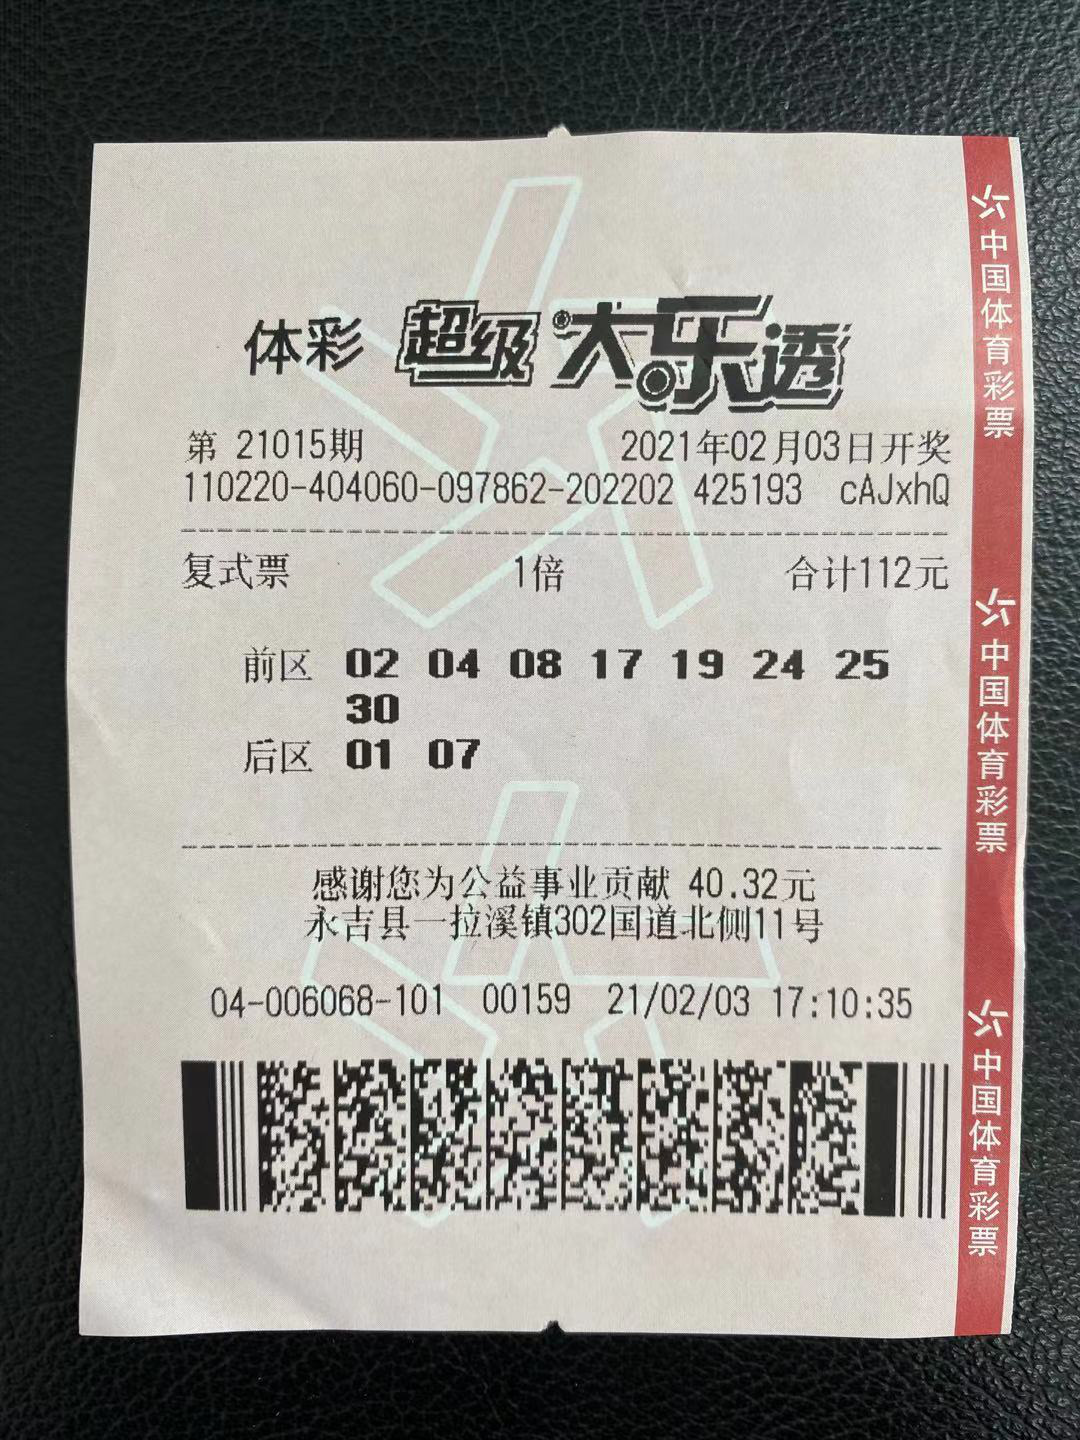 体彩 超级大乐透
第 21015期 2021年02月03日开奖
110220-404060-097862-202202 425193 cAJxhQ
复式票 1倍 合计112元
前区 02 04 08 17 19 24 25
30
后区 01 07
感谢您为公益事业贡献 40.32元
永吉县一拉溪镇302国道北侧11号
04-006068-101 00159 21/02/03 17:10:35
中国体育彩票
中国体育彩票
中国体育彩票